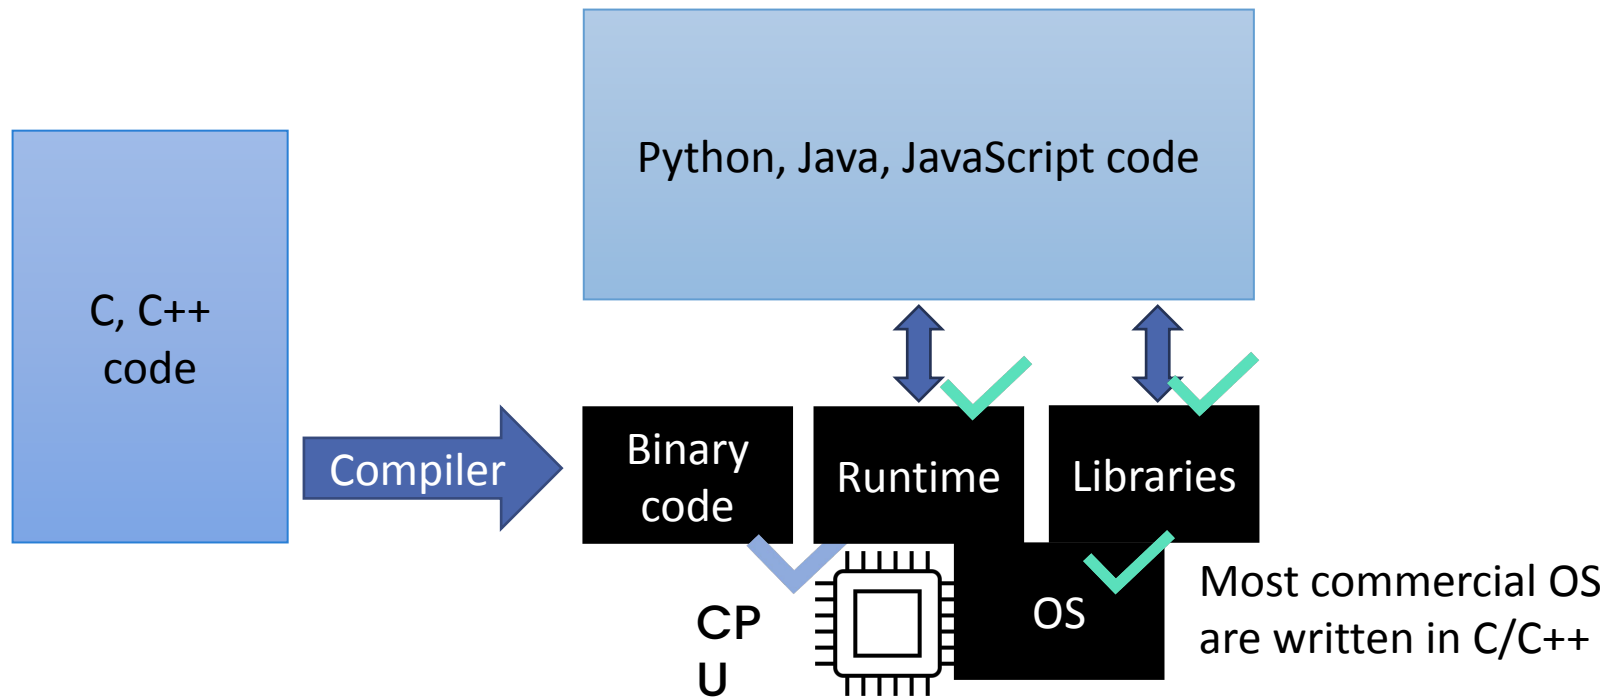 Python, Java, JavaScript code
C, C++
code
Compiler
Binary
code
Runtime
Libraries
CP
U
OS
Most commercial OS
are written in C/C++